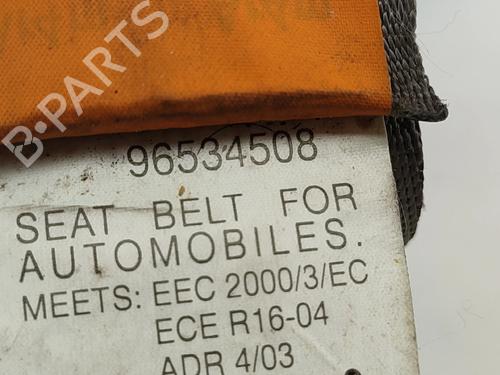 B-PARTS
96534508
SEAT BELT FOR
AUTOMOBILES.
MEETS: EEC 2000/3/EC
ECE R16-04
ADR 4/03